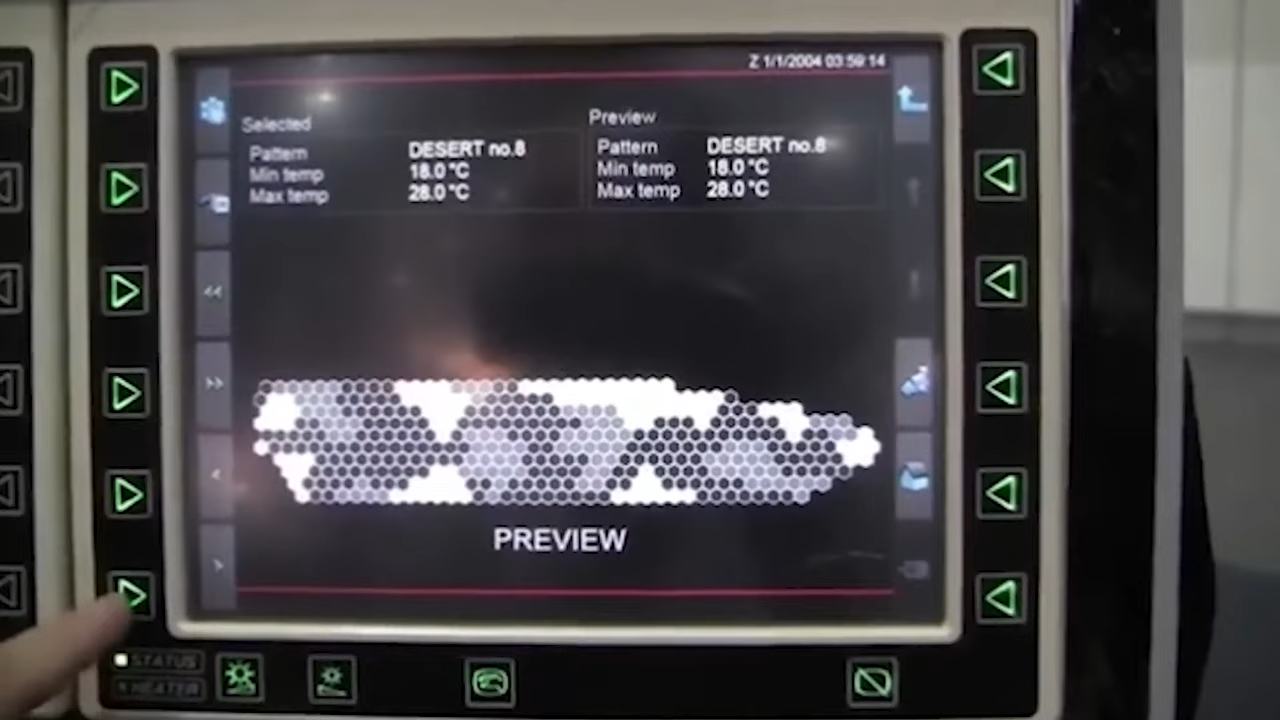 Z 1/1/2004 03:59:14
Selected
Pattern DESERT no.8
Min temp 18.0 °C
Max temp 28.0 °C
Preview
Pattern DESERT no.8
Min temp 18.0 °C
Max temp 28.0 °C
<<
>>
<
>
PREVIEW
STATUS
HEATER